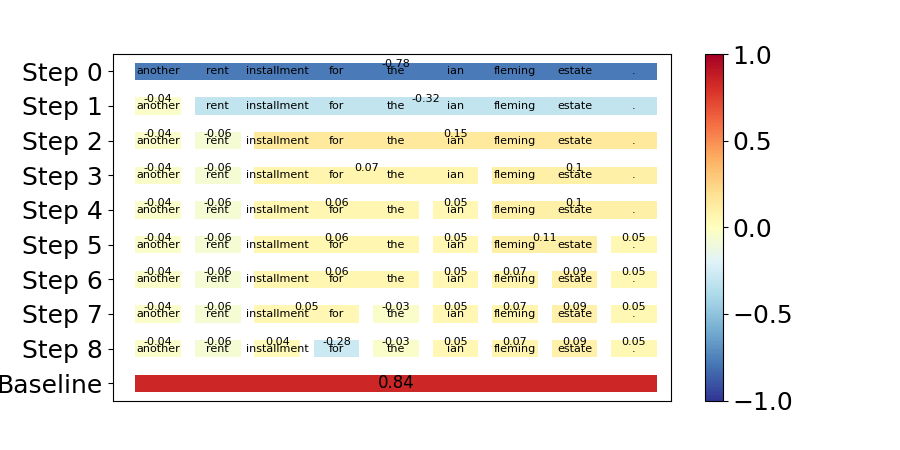 Step 0 another rent installment for the ian fleming estate . -0.78
Step 1 another rent installment for the ian fleming estate . -0.04 -0.32
Step 2 another rent installment for the ian fleming estate . -0.04 -0.06 0.15
Step 3 another rent installment for the ian fleming estate . -0.04 -0.06 0.07 0.1
Step 4 another rent installment for the ian fleming estate . -0.04 -0.06 0.06 0.05 0.1
Step 5 another rent installment for the ian fleming estate . -0.04 -0.06 0.06 0.05 0.11 0.05
Step 6 another rent installment for the ian fleming estate . -0.04 -0.06 0.06 0.05 0.07 0.09 0.05
Step 7 another rent installment for the ian fleming estate . -0.04 -0.06 0.05 -0.03 0.05 0.07 0.09 0.05
Step 8 another rent installment for the ian fleming estate . -0.04 -0.06 0.04 -0.28 -0.03 0.05 0.07 0.09 0.05
Baseline 0.84
1.0
0.5
0.0
−0.5
−1.0